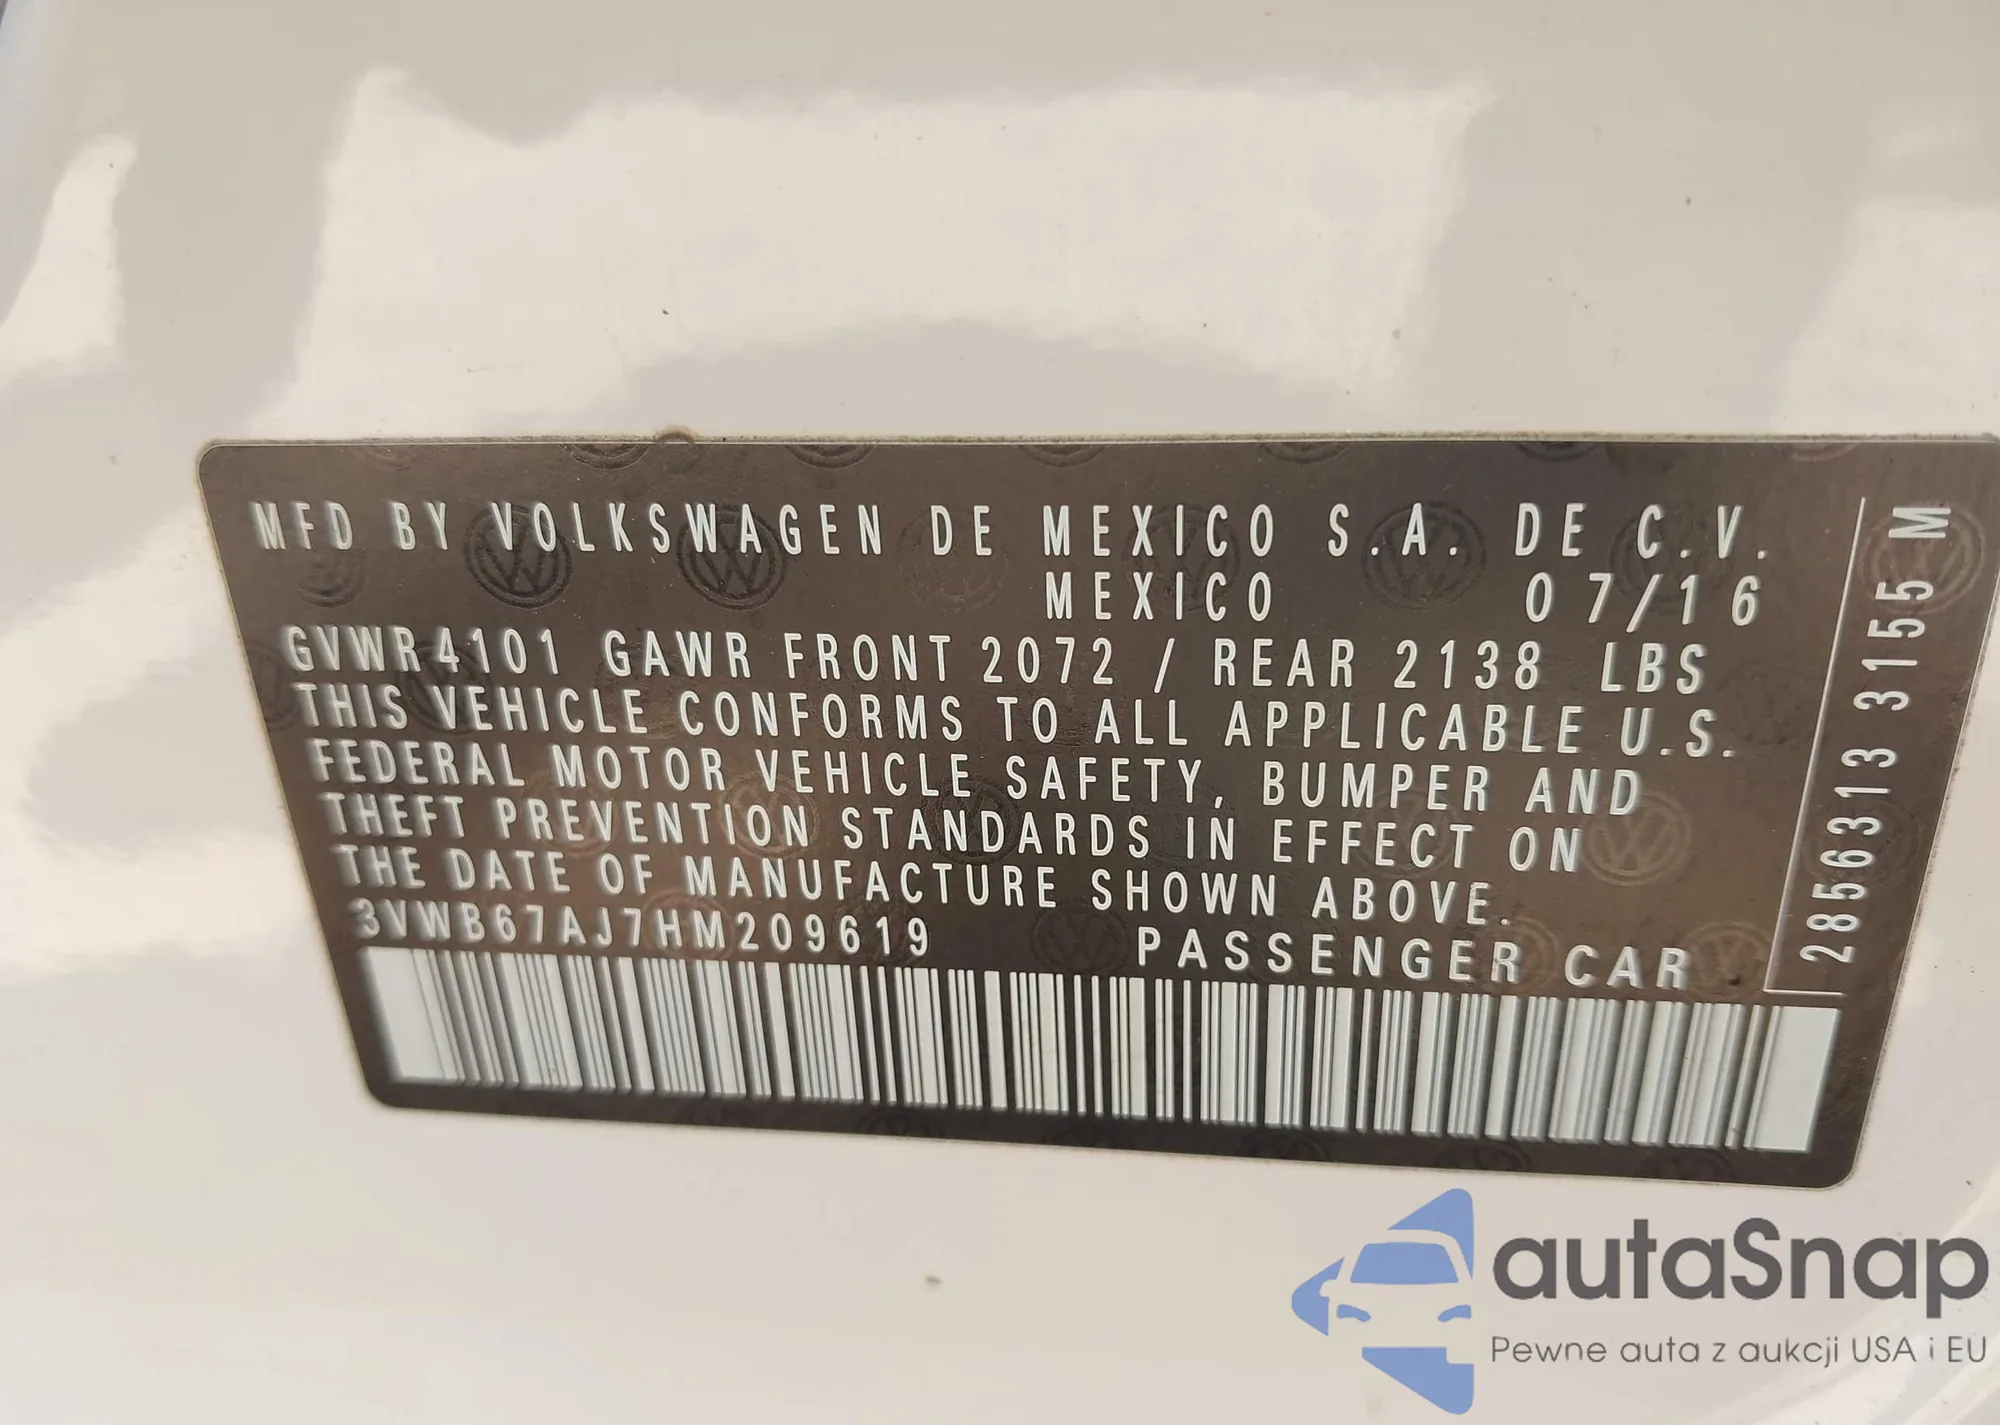 MFD BY VOLKSWAGEN DE MEXICO S.A. DE C.V.
MEXICO 07/16
GVWR 4101 GAWR FRONT 2072 / REAR 2138 LBS
THIS VEHICLE CONFORMS TO ALL APPLICABLE U.S.
FEDERAL MOTOR VEHICLE SAFETY, BUMPER AND
THEFT PREVENTION STANDARDS IN EFFECT ON
THE DATE OF MANUFACTURE SHOWN ABOVE.
3VWB67AJ7HM209619 PASSENGER CAR
2856313 3155 M
autaSnap
Pewne auta z aukcji USA i EU